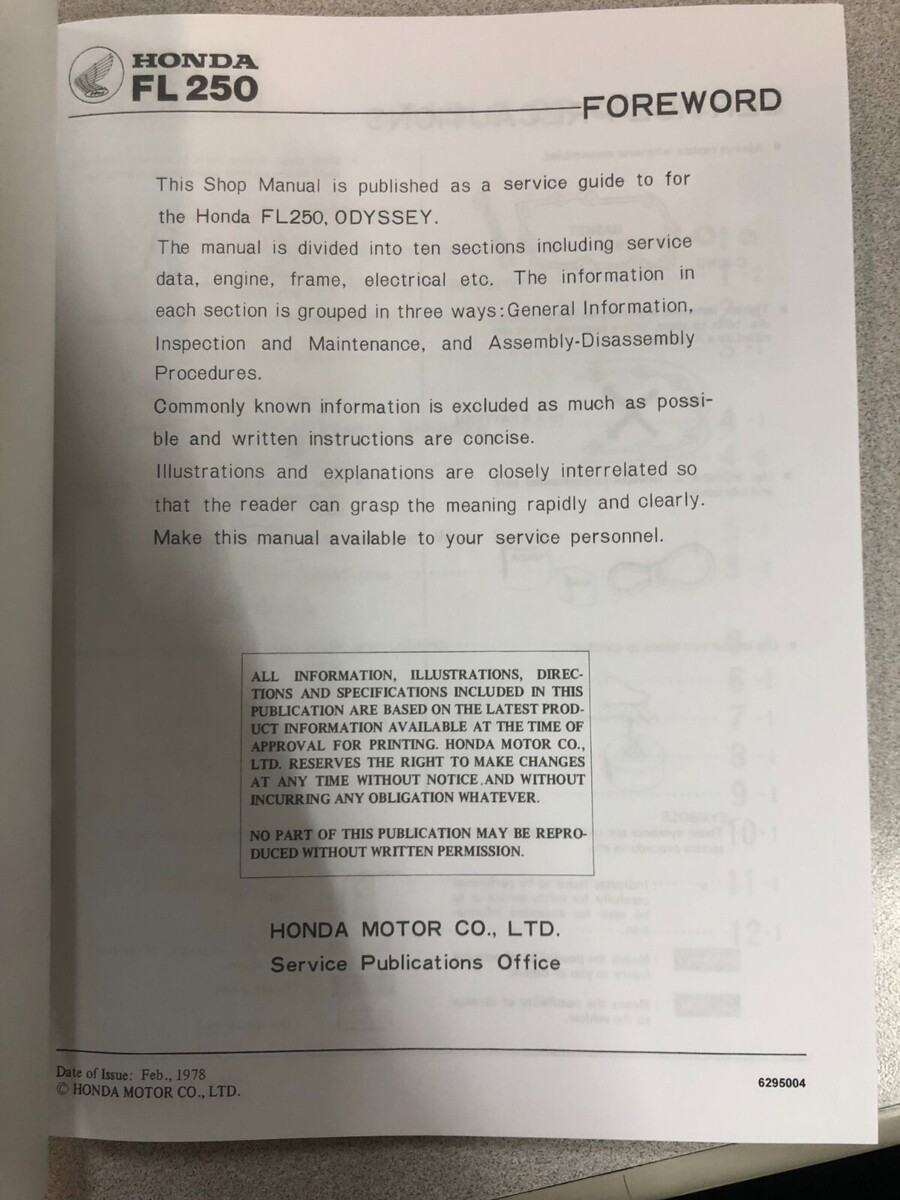 HONDA
FL 250
FOREWORD
This Shop Manual is published as a service guide to for
the Honda FL250, ODYSSEY.
The manual is divided into ten sections including service
data, engine, frame, electrical etc. The information in
each section is grouped in three ways:General Information,
Inspection and Maintenance, and Assembly-Disassembly
Procedures.
Commonly known information is excluded as much as possi-
ble and written instructions are concise.
Illustrations and explanations are closely interrelated so
that the reader can grasp the meaning rapidly and clearly.
Make this manual available to your service personnel.
ALL INFORMATION, ILLUSTRATIONS, DIREC-
TIONS AND SPECIFICATIONS INCLUDED IN THIS
PUBLICATION ARE BASED ON THE LATEST PROD-
UCT INFORMATION AVAILABLE AT THE TIME OF
APPROVAL FOR PRINTING. HONDA MOTOR CO.,
LTD. RESERVES THE RIGHT TO MAKE CHANGES
AT ANY TIME WITHOUT NOTICE AND WITHOUT
INCURRING ANY OBLIGATION WHATEVER.
NO PART OF THIS PUBLICATION MAY BE REPRO-
DUCED WITHOUT WRITTEN PERMISSION.
HONDA MOTOR CO., LTD.
Service Publications Office
Date of Issue: Feb., 1978
© HONDA MOTOR CO., LTD.
6295004